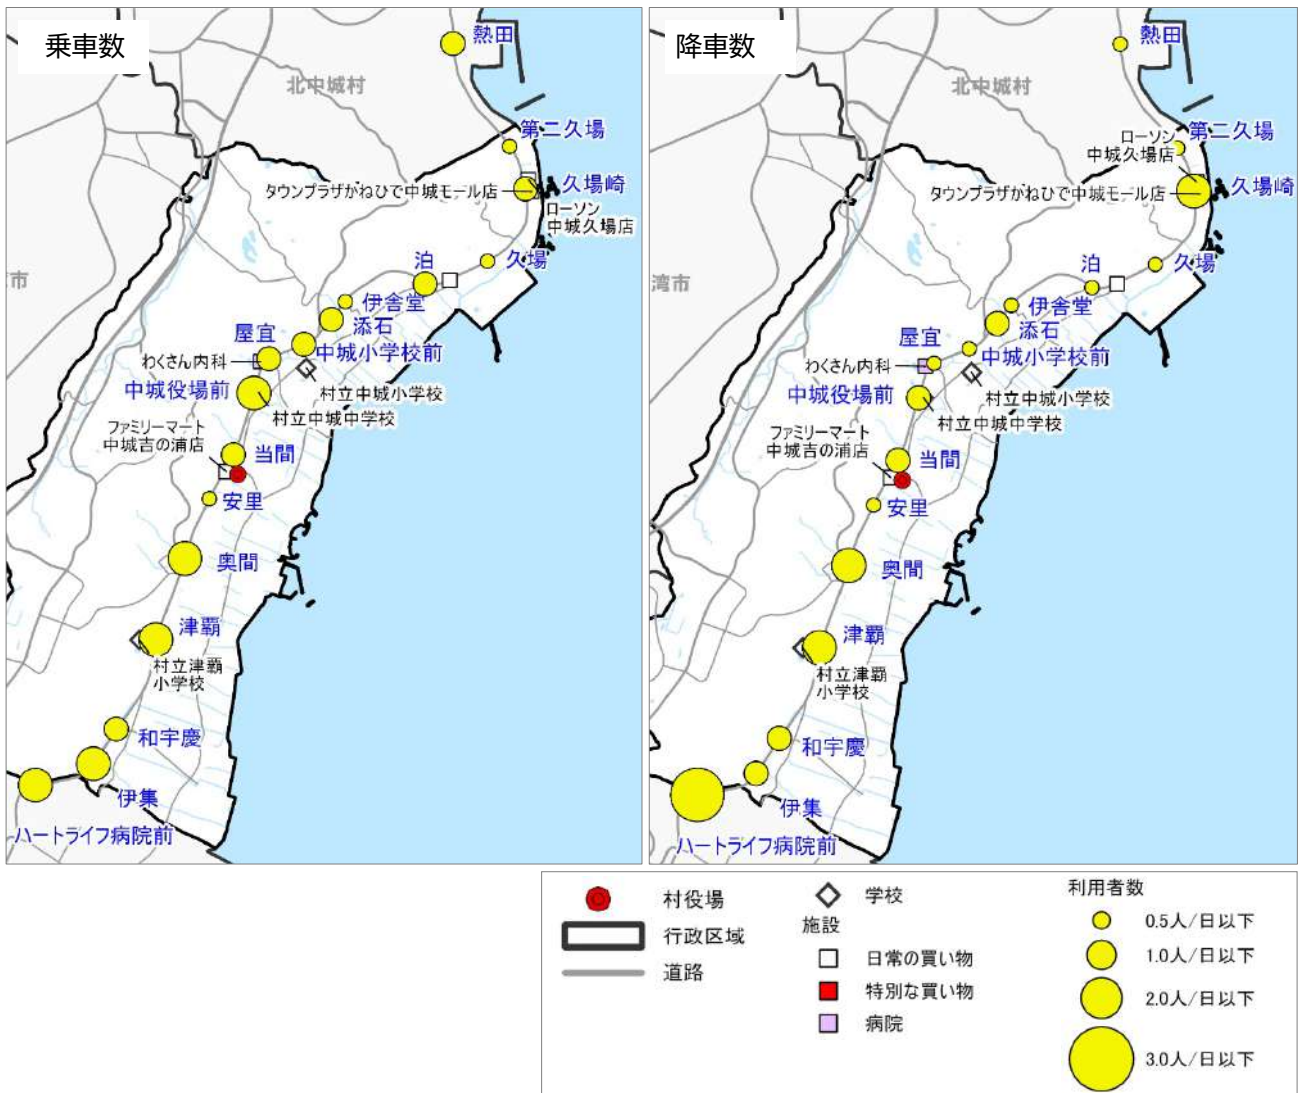 乗車数
熱田
北中城村
第二久場
久場崎
タウンプラザかねひで中城モール店
ローソン
中城久場店
久場
泊
市
伊舎堂
添石
屋宜
中城小学校前
わくさん内科
中城役場前
村立中城小学校
村立中城中学校
ファミリーマート
中城吉の浦店
当間
安里
奥間
津覇
村立津覇
小学校
和宇慶
伊集
ハートライフ病院前
降車数
熱田
北中城村
ローソン
中城久場店
第二久場
タウンプラザかねひで中城モール店
久場崎
久場
泊
湾市
伊舎堂
添石
屋宜
中城小学校前
わくさん内科
中城役場前
村立中城小学校
村立中城中学校
ファミリーマート
中城吉の浦店
当間
安里
奥間
津覇
村立津覇
小学校
和宇慶
伊集
ハートライフ病院前
村役場
行政区域
道路
学校
施設
日常の買い物
特別な買い物
病院
利用者数
0.5人/日以下
1.0人/日以下
2.0人/日以下
3.0人/日以下